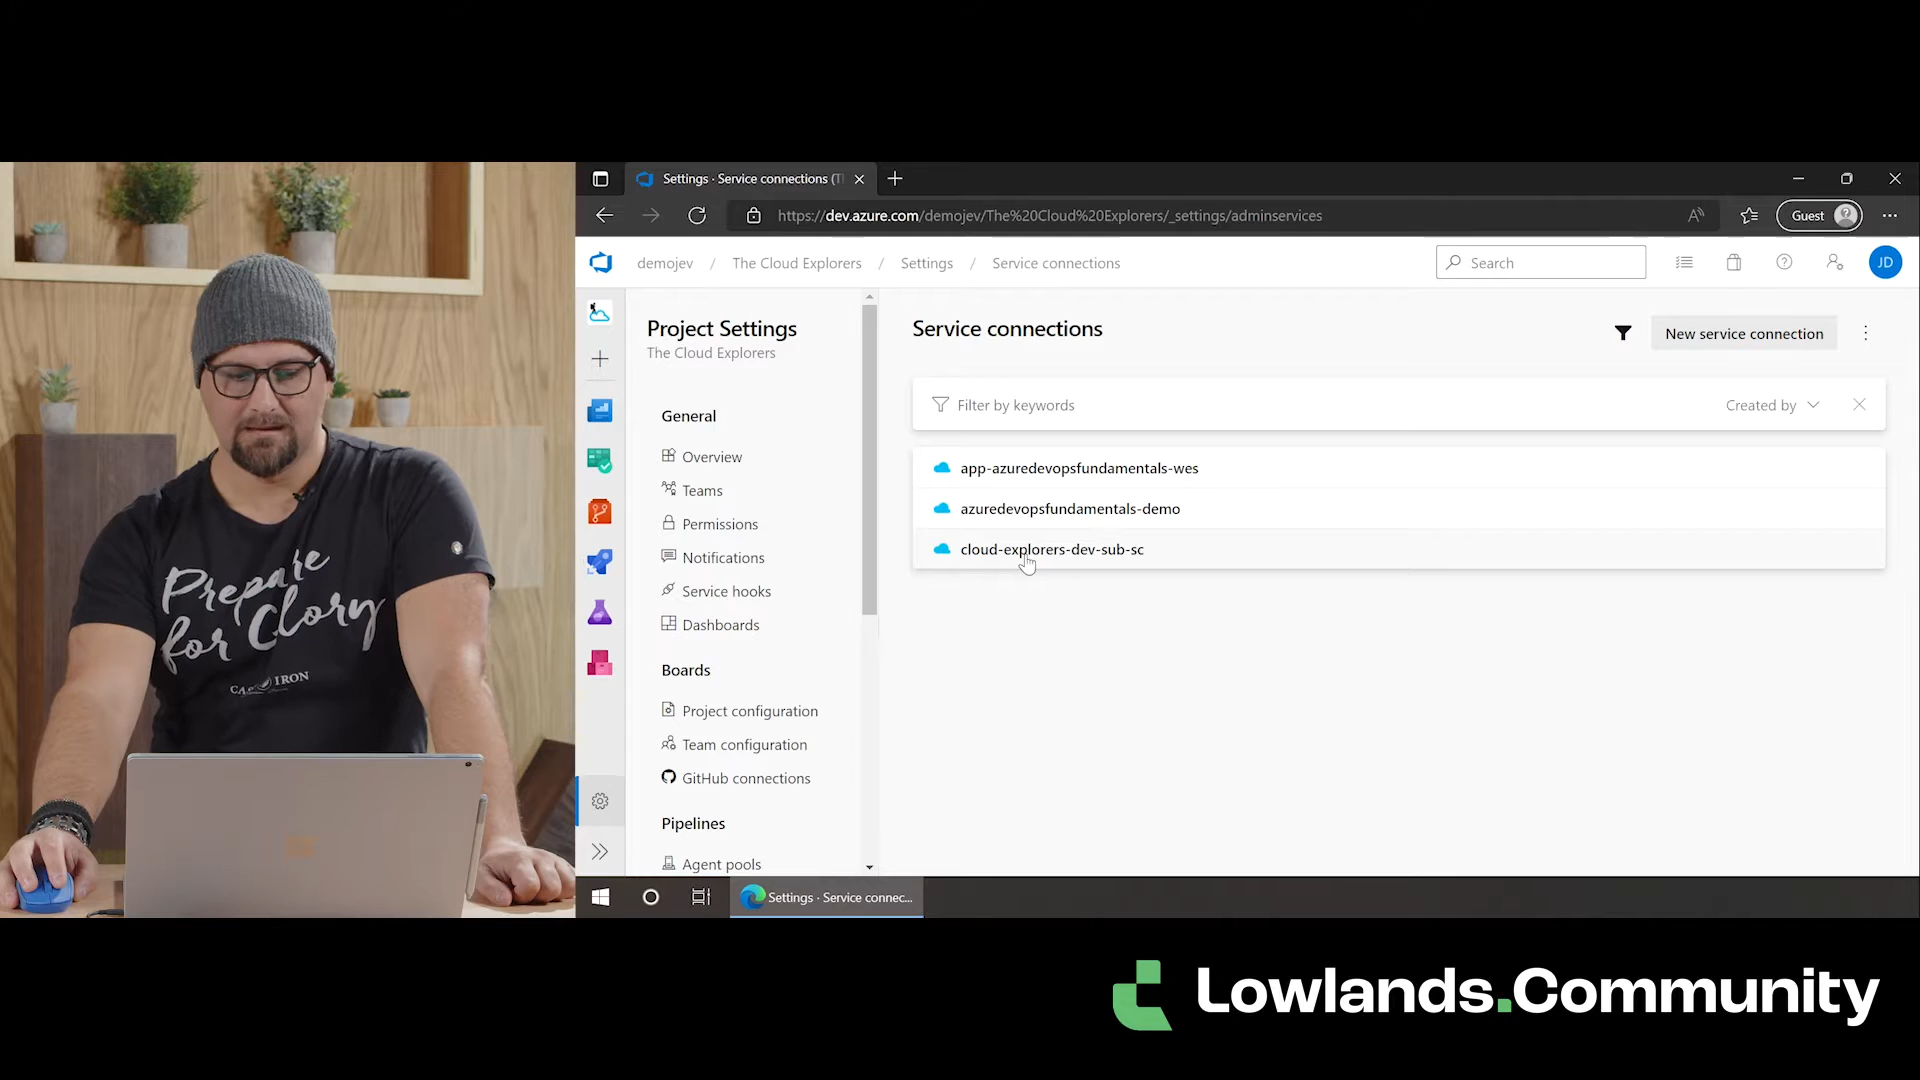 Settings · Service connections (T
https://dev.azure.com/demojev/The%20Cloud%20Explorers/_settings/adminservices
Guest
demojev / The Cloud Explorers / Settings / Service connections
Search
JD
Project Settings
The Cloud Explorers
General
Overview
Teams
Permissions
Notifications
Service hooks
Dashboards
Boards
Project configuration
Team configuration
GitHub connections
Pipelines
Agent pools
Service connections
New service connection
Filter by keywords
Created by
app-azuredevopsfundamentals-wes
azuredevopsfundamentals-demo
cloud-explorers-dev-sub-sc
Settings · Service connec...
Prepare
for Glory
IRON
Lowlands.Community